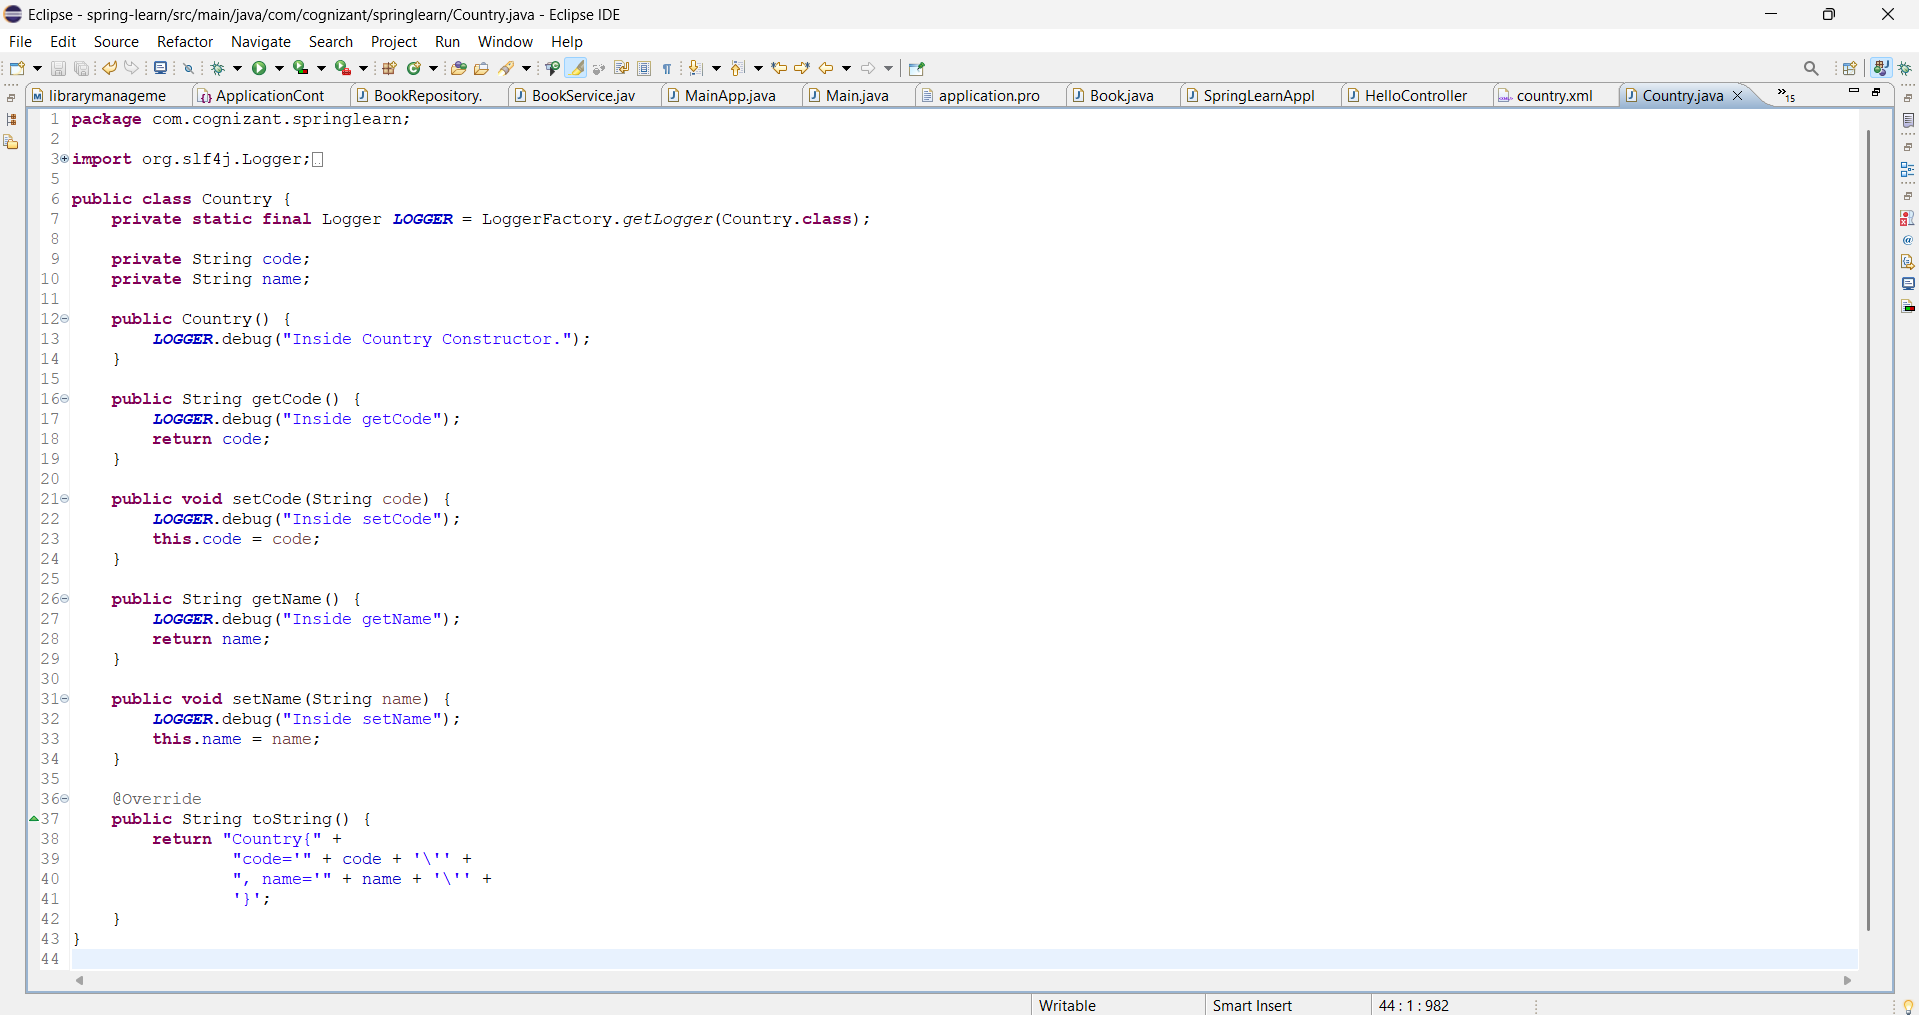 Eclipse - spring-learn/src/main/java/com/cognizant/springlearn/Country.java - Eclipse IDE
File Edit Source Refactor Navigate Search Project Run Window Help
librarymanageme ApplicationCont BookRepository. BookService.jav MainApp.java Main.java application.pro Book.java SpringLearnAppl HelloController country.xml Country.java »15
1 package com.cognizant.springlearn;
2
3 import org.slf4j.Logger;
5
6 public class Country {
7     private static final Logger LOGGER = LoggerFactory.getLogger(Country.class);
8
9     private String code;
10     private String name;
11
12     public Country() {
13         LOGGER.debug("Inside Country Constructor.");
14     }
15
16     public String getCode() {
17         LOGGER.debug("Inside getCode");
18         return code;
19     }
20
21     public void setCode(String code) {
22         LOGGER.debug("Inside setCode");
23         this.code = code;
24     }
25
26     public String getName() {
27         LOGGER.debug("Inside getName");
28         return name;
29     }
30
31     public void setName(String name) {
32         LOGGER.debug("Inside setName");
33         this.name = name;
34     }
35
36     @Override
37     public String toString() {
38         return "Country{" +
39                 "code='" + code + '\'' +
40                 ", name='" + name + '\'' +
41                 '}';
42     }
43 }
44
Writable Smart Insert 44 : 1 : 982